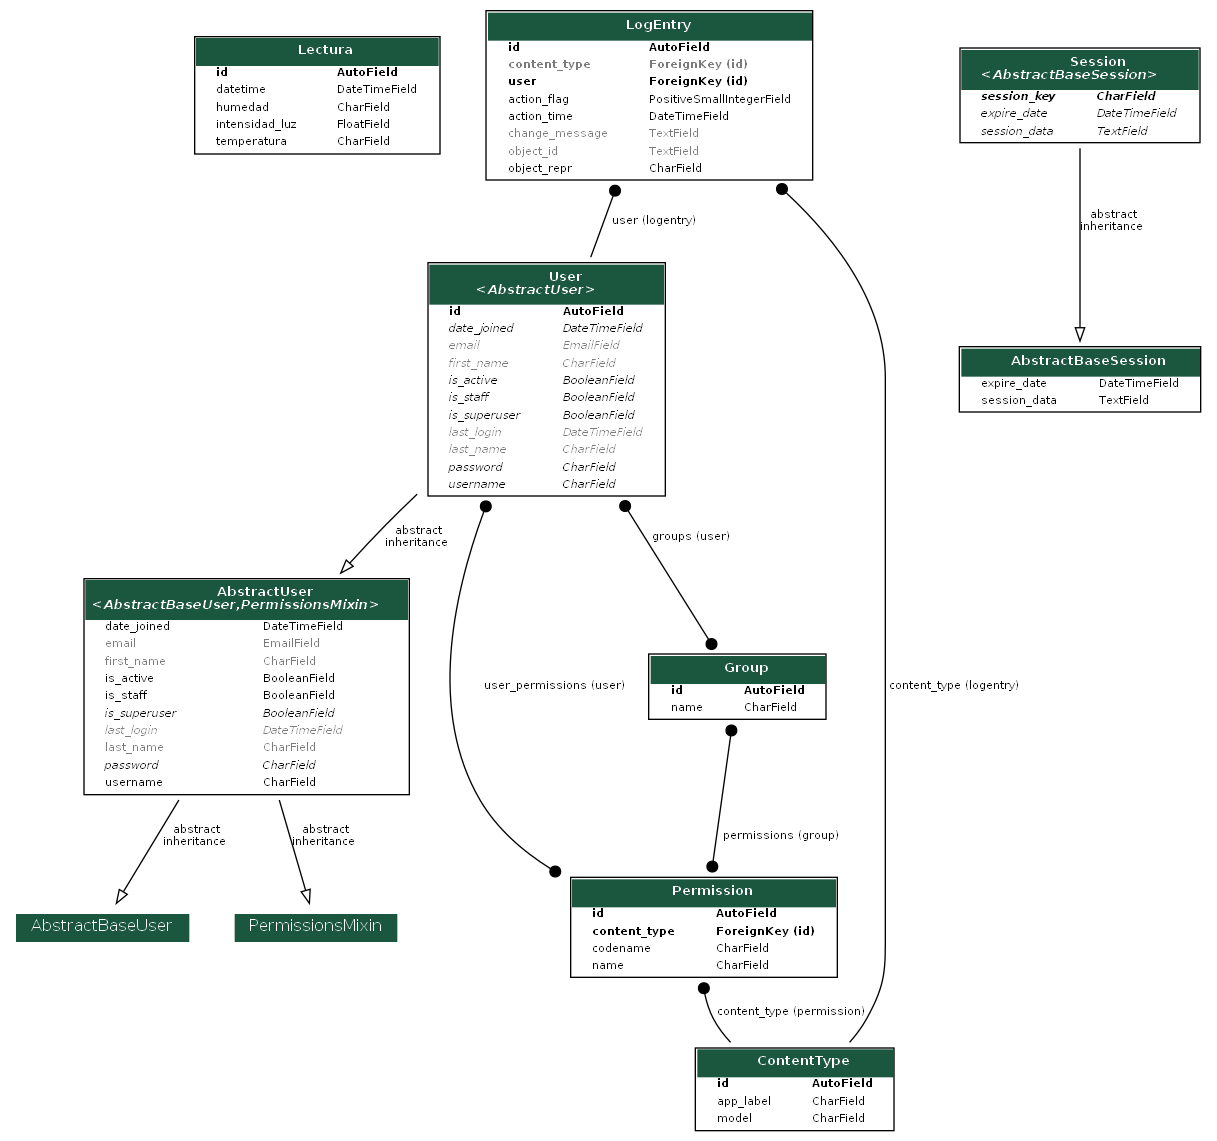 Lectura
id AutoField
datetime DateTimeField
humedad CharField
intensidad_luz FloatField
temperatura CharField
LogEntry
id AutoField
content_type ForeignKey (id)
user ForeignKey (id)
action_flag PositiveSmallIntegerField
action_time DateTimeField
change_message TextField
object_id TextField
object_repr CharField
Session
<AbstractBaseSession>
session_key CharField
expire_date DateTimeField
session_data TextField
user (logentry)
abstract
inheritance
User
<AbstractUser>
id AutoField
date_joined DateTimeField
email EmailField
first_name CharField
is_active BooleanField
is_staff BooleanField
is_superuser BooleanField
last_login DateTimeField
last_name CharField
password CharField
username CharField
AbstractBaseSession
expire_date DateTimeField
session_data TextField
abstract
inheritance
groups (user)
AbstractUser
<AbstractBaseUser,PermissionsMixin>
date_joined DateTimeField
email EmailField
first_name CharField
is_active BooleanField
is_staff BooleanField
is_superuser BooleanField
last_login DateTimeField
last_name CharField
password CharField
username CharField
user_permissions (user)
Group
id AutoField
name CharField
content_type (logentry)
abstract
inheritance
abstract
inheritance
permissions (group)
AbstractBaseUser
PermissionsMixin
Permission
id AutoField
content_type ForeignKey (id)
codename CharField
name CharField
content_type (permission)
ContentType
id AutoField
app_label CharField
model CharField